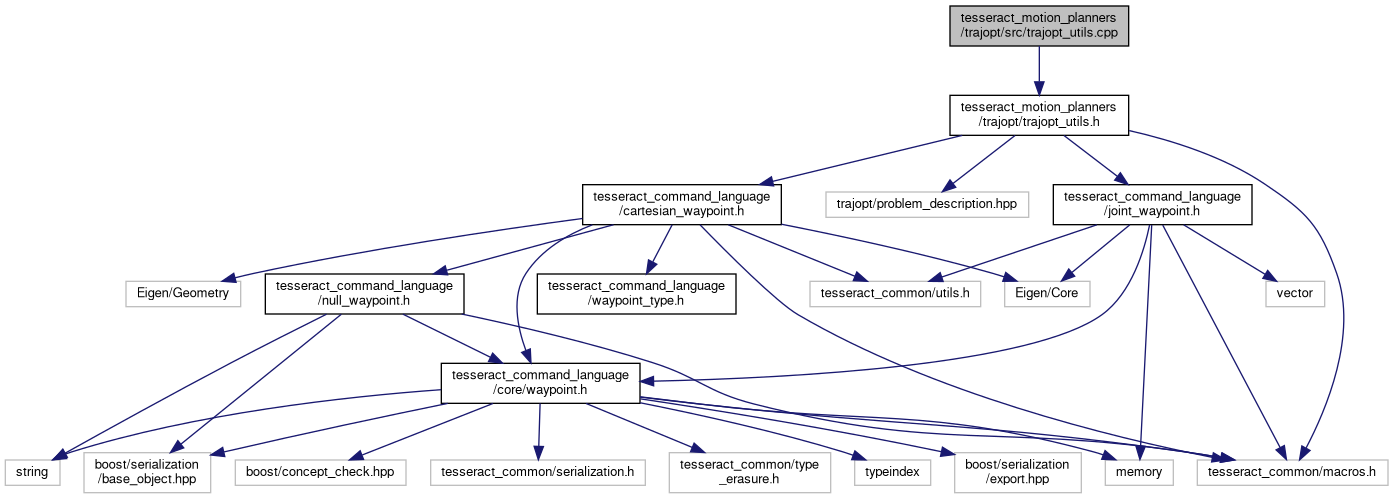 tesseract_motion_planners
/trajopt/src/trajopt_utils.cpp
tesseract_motion_planners
/trajopt/trajopt_utils.h
tesseract_command_language
/cartesian_waypoint.h
trajopt/problem_description.hpp
tesseract_command_language
/joint_waypoint.h
Eigen/Geometry
tesseract_command_language
/null_waypoint.h
tesseract_command_language
/waypoint_type.h
tesseract_common/utils.h
Eigen/Core
vector
tesseract_command_language
/core/waypoint.h
string
boost/serialization
/base_object.hpp
boost/concept_check.hpp
tesseract_common/serialization.h
tesseract_common/type
_erasure.h
typeindex
boost/serialization
/export.hpp
memory
tesseract_common/macros.h